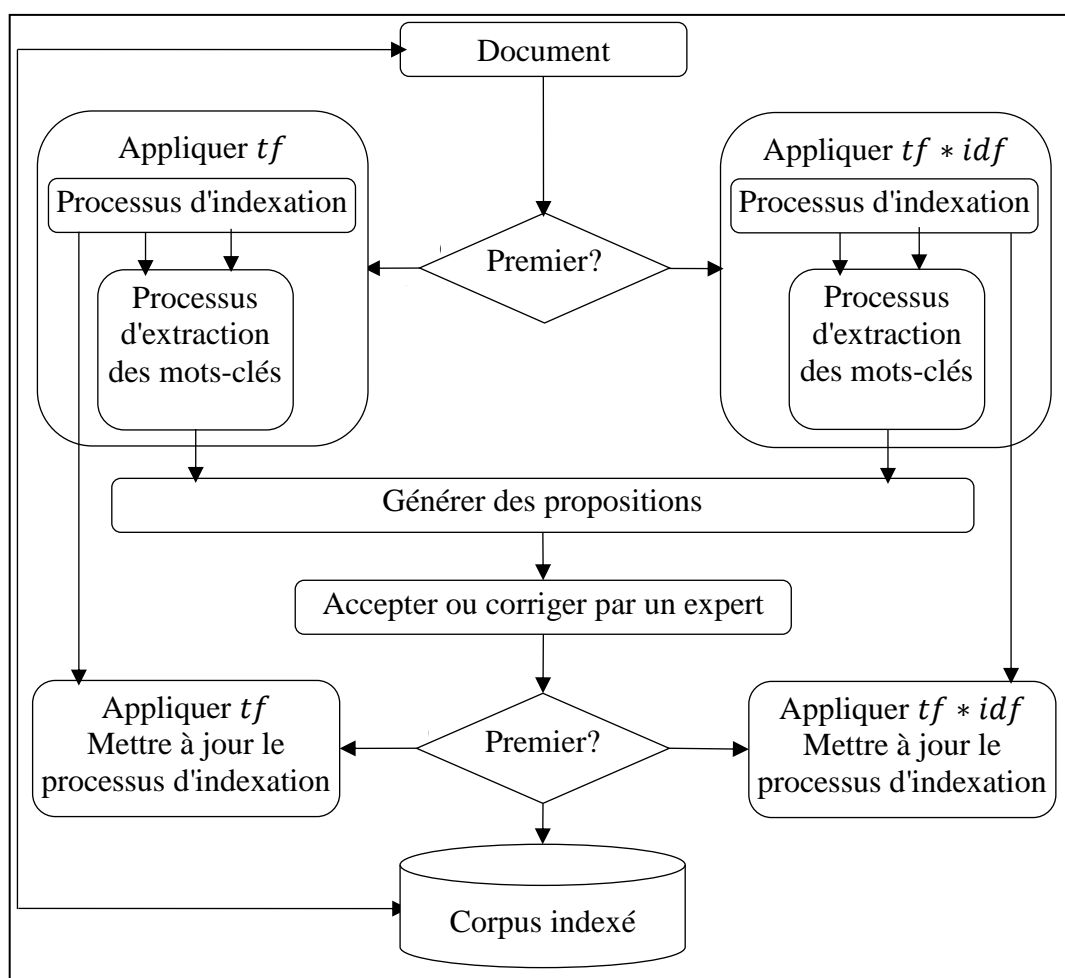 Document
Appliquer tf
Processus d'indexation
Processus
d'extraction
des mots-clés
Premier?
Appliquer tf * idf
Processus d'indexation
Processus
d'extraction
des mots-clés
Générer des propositions
Accepter ou corriger par un expert
Appliquer tf
Mettre à jour le
processus d'indexation
Premier?
Appliquer tf * idf
Mettre à jour le
processus d'indexation
Corpus indexé